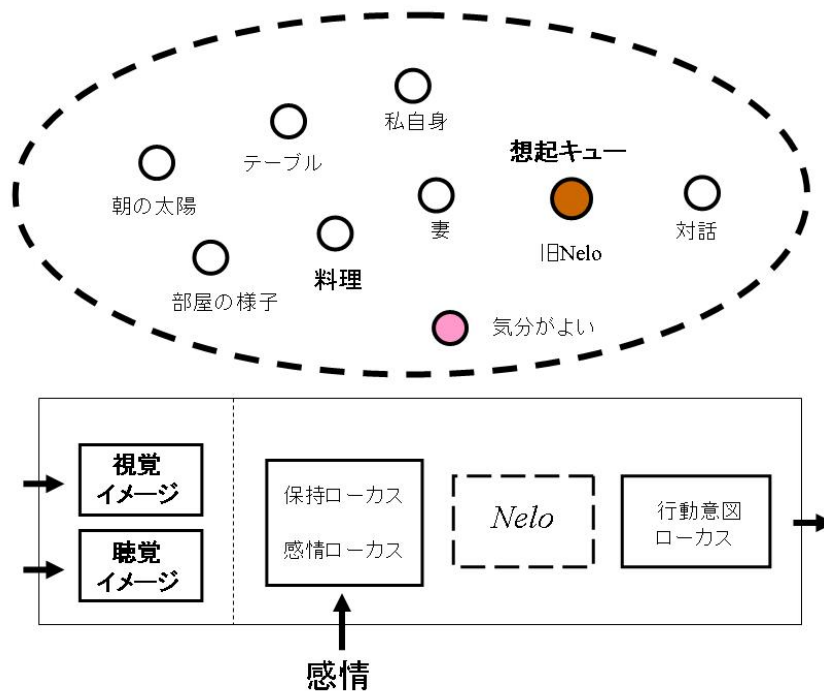 私自身
テーブル
想起キュー
朝の太陽
妻
旧Nelo
対話
料理
部屋の様子
気分がよい
視覚
イメージ
聴覚
イメージ
保持ローカス
感情ローカス
Nelo
行動意図
ローカス
感情